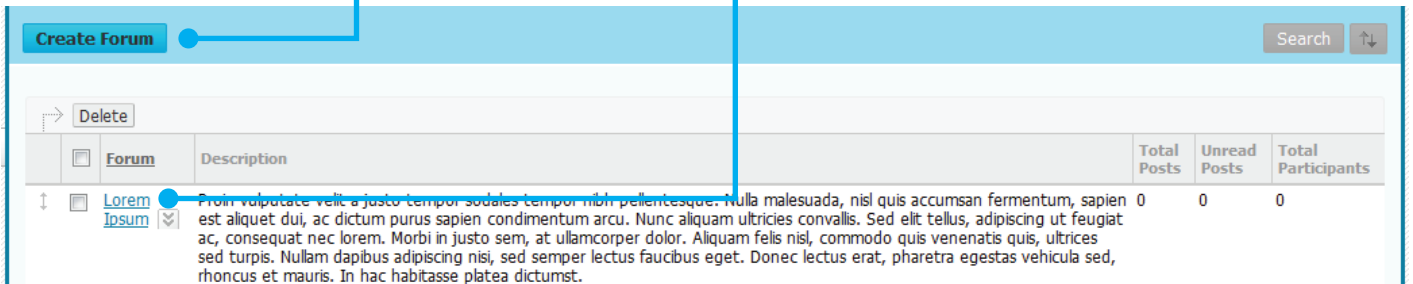 Create Forum
Search
Delete
Forum
Description
Total Posts
Unread Posts
Total Participants
Lorem Ipsum
Proin vulputate velit a justo tempor sodales tempor nibh pellentesque. Nulla malesuada, nisl quis accumsan fermentum, sapien
est aliquet dui, ac dictum purus sapien condimentum arcu. Nunc aliquam ultricies convallis. Sed elit tellus, adipiscing ut feugiat
ac, consequat nec lorem. Morbi in justo sem, at ullamcorper dolor. Aliquam felis nisl, commodo quis venenatis quis, ultrices
sed turpis. Nullam dapibus adipiscing nisi, sed semper lectus faucibus eget. Donec lectus erat, pharetra egestas vehicula sed,
rhoncus et mauris. In hac habitasse platea dictumst.
0
0
0